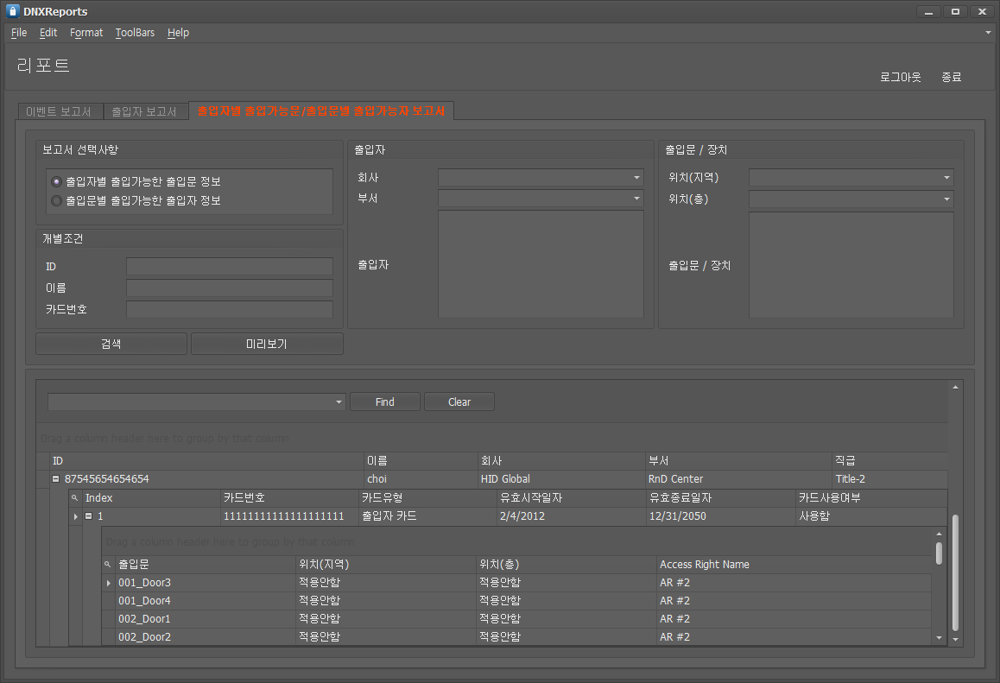 DNXReports
File Edit Format ToolBars Help
리포트
로그아웃 종료
이벤트 보고서 출입자 보고서 출입자별 출입가능문/출입문별 출입가능자 보고서
보고서 선택사항
출입자별 출입가능한 출입문 정보
출입문별 출입가능한 출입자 정보
개별조건
ID
이름
카드번호
검색 미리보기
출입자
회사
부서
출입자
출입문 / 장치
위치(지역)
위치(층)
출입문 / 장치
Find Clear
Drag a column header here to group by that column
ID 이름 회사 부서 직급
87545654654654 choi HID Global RnD Center Title-2
Index 카드번호 카드유형 유효시작일자 유효종료일자 카드사용여부
1 11111111111111111111 출입자 카드 2/4/2012 12/31/2050 사용함
Drag a column header here to group by that column
출입문 위치(지역) 위치(층) Access Right Name
001_Door3 적용안함 적용안함 AR #2
001_Door4 적용안함 적용안함 AR #2
002_Door1 적용안함 적용안함 AR #2
002_Door2 적용안함 적용안함 AR #2